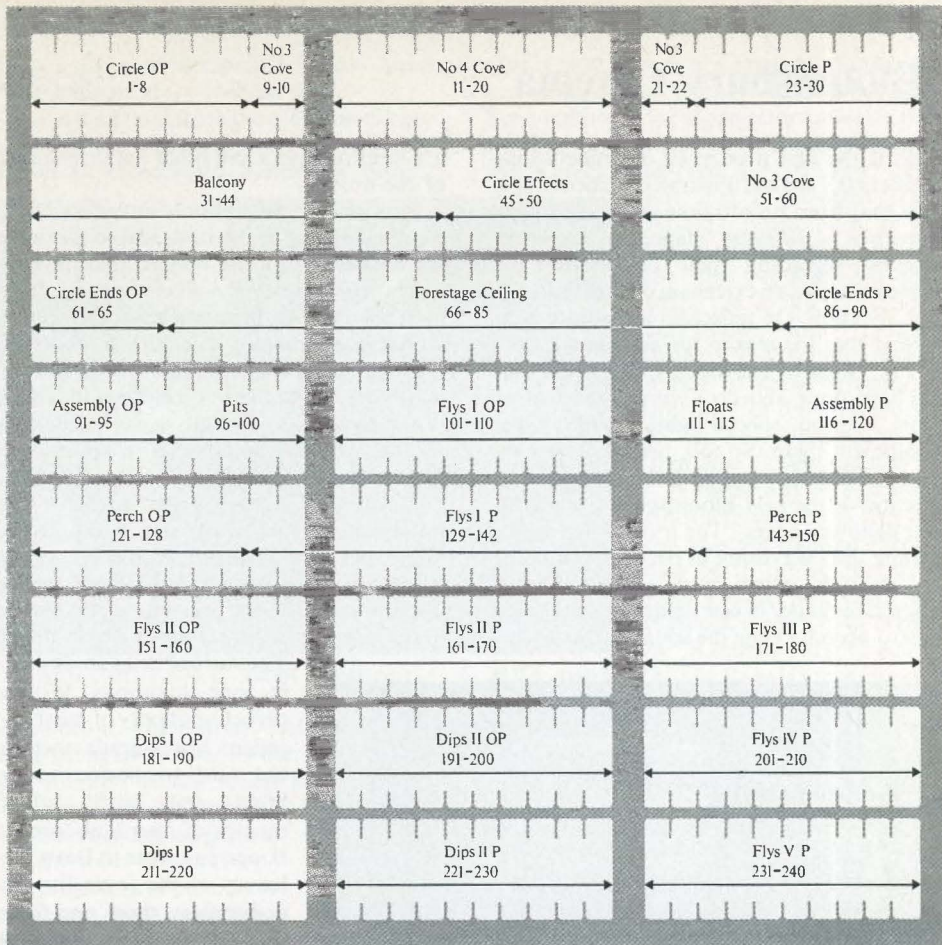 Circle OP
1-8
No 3
Cove
9-10
No 4 Cove
11-20
No 3
Cove
21-22
Circle P
23-30
Balcony
31-44
Circle Effects
45-50
No 3 Cove
51-60
Circle Ends OP
61-65
Forestage Ceiling
66-85
Circle Ends P
86-90
Assembly OP
91-95
Pits
96-100
Flys I OP
101-110
Floats
111-115
Assembly P
116-120
Perch OP
121-128
Flys I P
129-142
Perch P
143-150
Flys II OP
151-160
Flys II P
161-170
Flys III P
171-180
Dips I OP
181-190
Dips II OP
191-200
Flys IV P
201-210
Dips I P
211-220
Dips II P
221-230
Flys V P
231-240